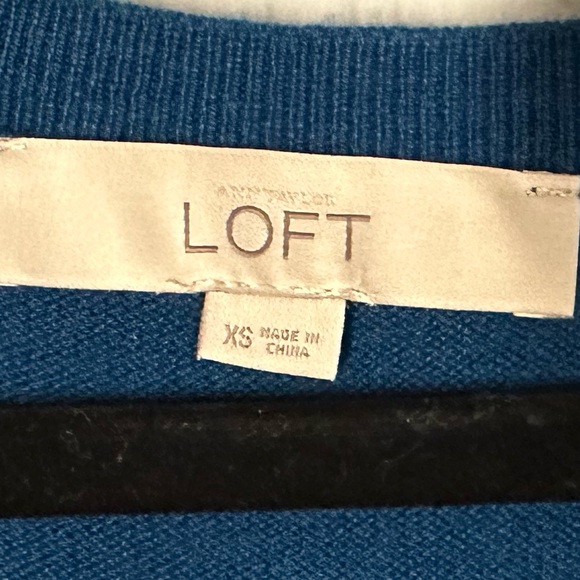 ANN TAYLOR
LOFT
XS MADE IN
CHINA